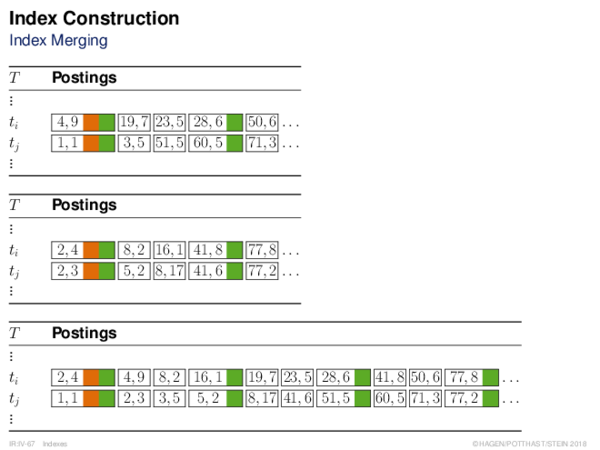 Index Construction
Index Merging
T Postings
⋮
t_i 4, 9 19, 7 23, 5 28, 6 50, 6 ...
t_j 1, 1 3, 5 51, 5 60, 5 71, 3 ...
⋮
T Postings
⋮
t_i 2, 4 8, 2 16, 1 41, 8 77, 8 ...
t_j 2, 3 5, 2 8, 17 41, 6 77, 2 ...
⋮
T Postings
⋮
t_i 2, 4 4, 9 8, 2 16, 1 19, 7 23, 5 28, 6 41, 8 50, 6 77, 8 ...
t_j 1, 1 2, 3 3, 5 5, 2 8, 17 41, 6 51, 5 60, 5 71, 3 77, 2 ...
⋮
IR:IV-67 Indexes ©HAGEN/POTTHAST/STEIN 2018